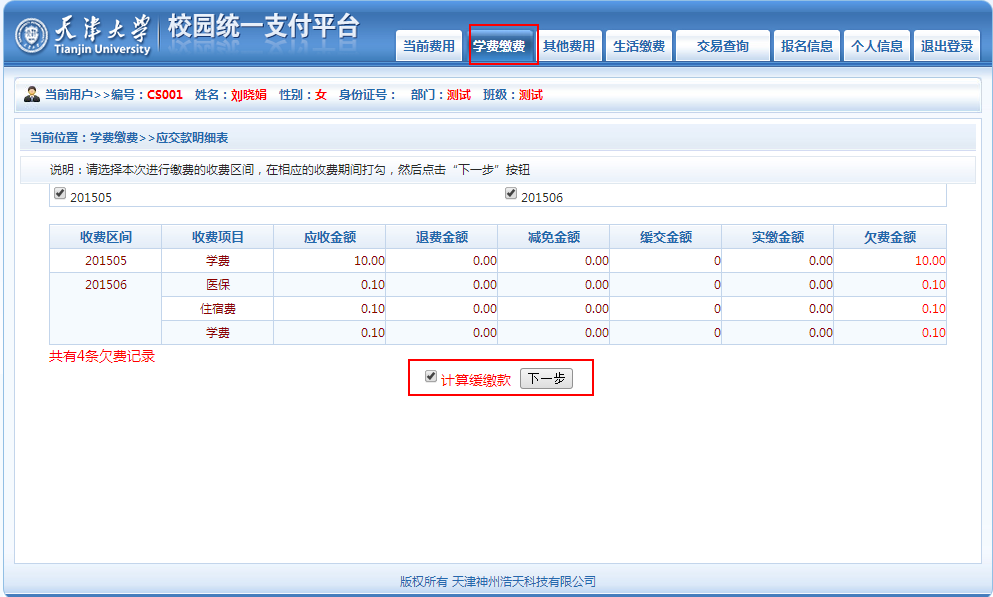 天津大学
Tianjin University
校园统一支付平台
当前费用 学费缴费 其他费用 生活缴费 交易查询 报名信息 个人信息 退出登录
当前用户>>编号：CS001 姓名：刘晓娟 性别：女 身份证号： 部门：测试 班级：测试
当前位置：学费缴费>>应交款明细表
说明：请选择本次进行缴费的收费区间，在相应的收费期间打勾，然后点击“下一步”按钮
201505 201506
收费区间 收费项目 应收金额 退费金额 减免金额 缓交金额 实缴金额 欠费金额
201505 学费 10.00 0.00 0.00 0 0.00 10.00
201506 医保 0.10 0.00 0.00 0 0.00 0.10
住宿费 0.10 0.00 0.00 0 0.00 0.10
学费 0.10 0.00 0.00 0 0.00 0.10
共有4条欠费记录
计算缓缴款 下一步
版权所有 天津神州浩天科技有限公司